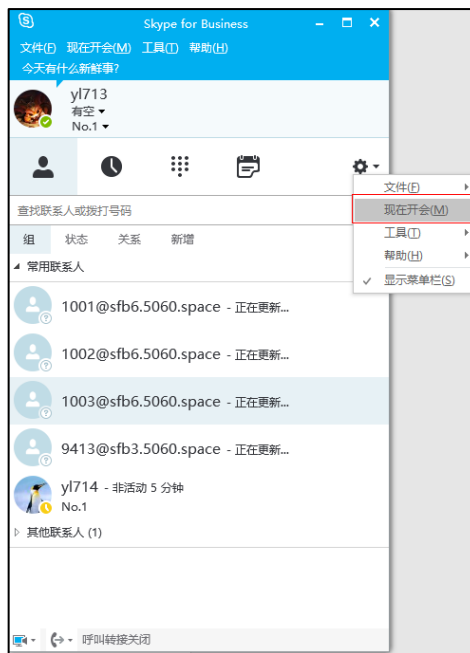 Skype for Business
文件(F) 现在开会(M) 工具(T) 帮助(H)
今天有什么新鲜事?
yl713
有空
No.1
文件(F)
查找联系人或拨打号码
现在开会(M)
组 状态 关系 新增
工具(T)
帮助(H)
常用联系人
显示菜单栏(S)
1001@sfb6.5060.space - 正在更新...
1002@sfb6.5060.space - 正在更新...
1003@sfb6.5060.space - 正在更新...
9413@sfb3.5060.space - 正在更新...
yl714 - 非活动 5 分钟
No.1
其他联系人 (1)
呼叫转接关闭